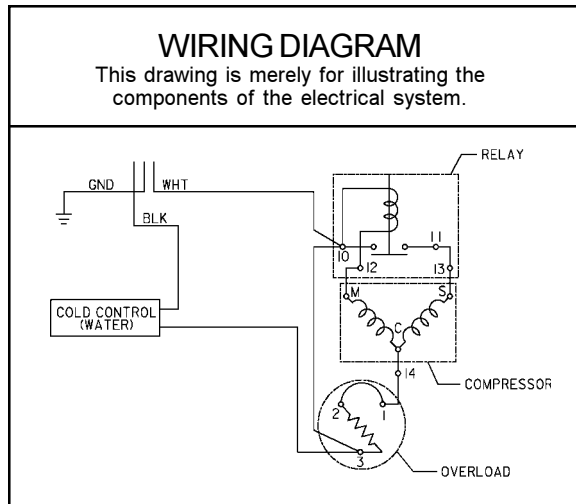 WIRING DIAGRAM
This drawing is merely for illustrating the
components of the electrical system.
RELAY
GND
WHT
BLK
10
11
12
13
M
S
C
COLD CONTROL
(WATER)
14
COMPRESSOR
2
1
3
OVERLOAD